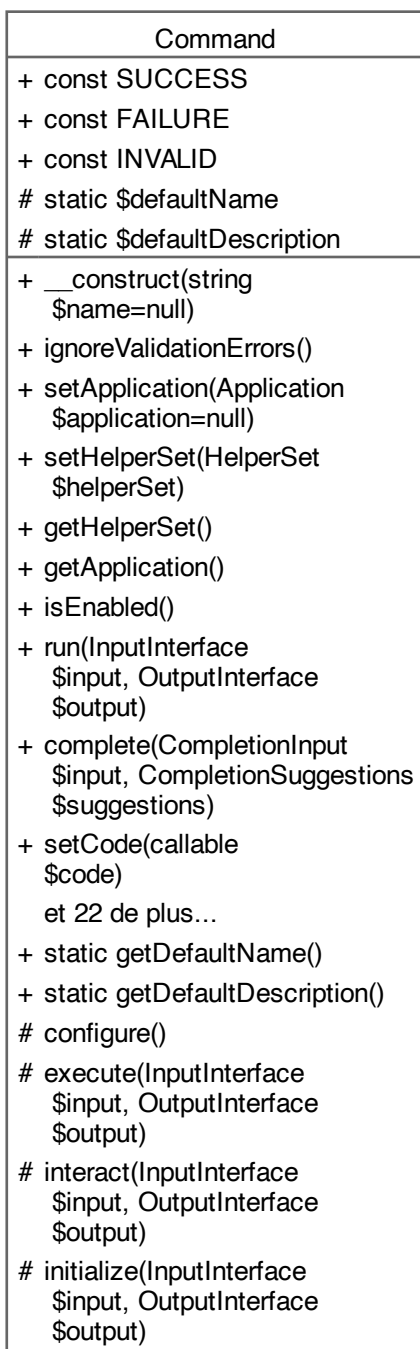 Command
+ const SUCCESS
+ const FAILURE
+ const INVALID
# static $defaultName
# static $defaultDescription
+ __construct(string
$name=null)
+ ignoreValidationErrors()
+ setApplication(Application
$application=null)
+ setHelperSet(HelperSet
$helperSet)
+ getHelperSet()
+ getApplication()
+ isEnabled()
+ run(InputInterface
$input, OutputInterface
$output)
+ complete(CompletionInput
$input, CompletionSuggestions
$suggestions)
+ setCode(callable
$code)
et 22 de plus...
+ static getDefaultName()
+ static getDefaultDescription()
# configure()
# execute(InputInterface
$input, OutputInterface
$output)
# interact(InputInterface
$input, OutputInterface
$output)
# initialize(InputInterface
$input, OutputInterface
$output)